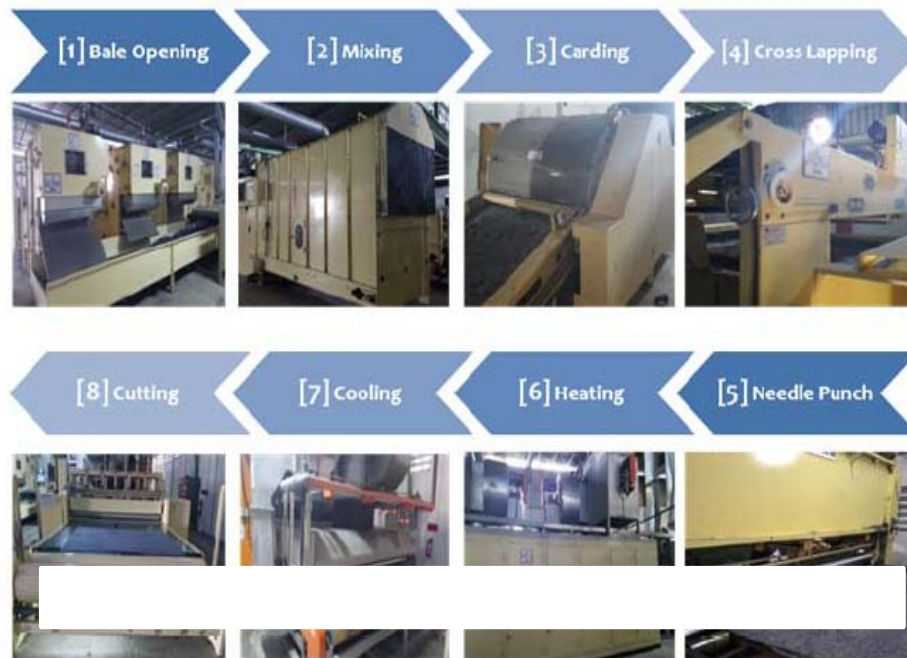 [1] Bale Opening
[2] Mixing
[3] Carding
[4] Cross Lapping
[8] Cutting
[7] Cooling
[6] Heating
[5] Needle Punch